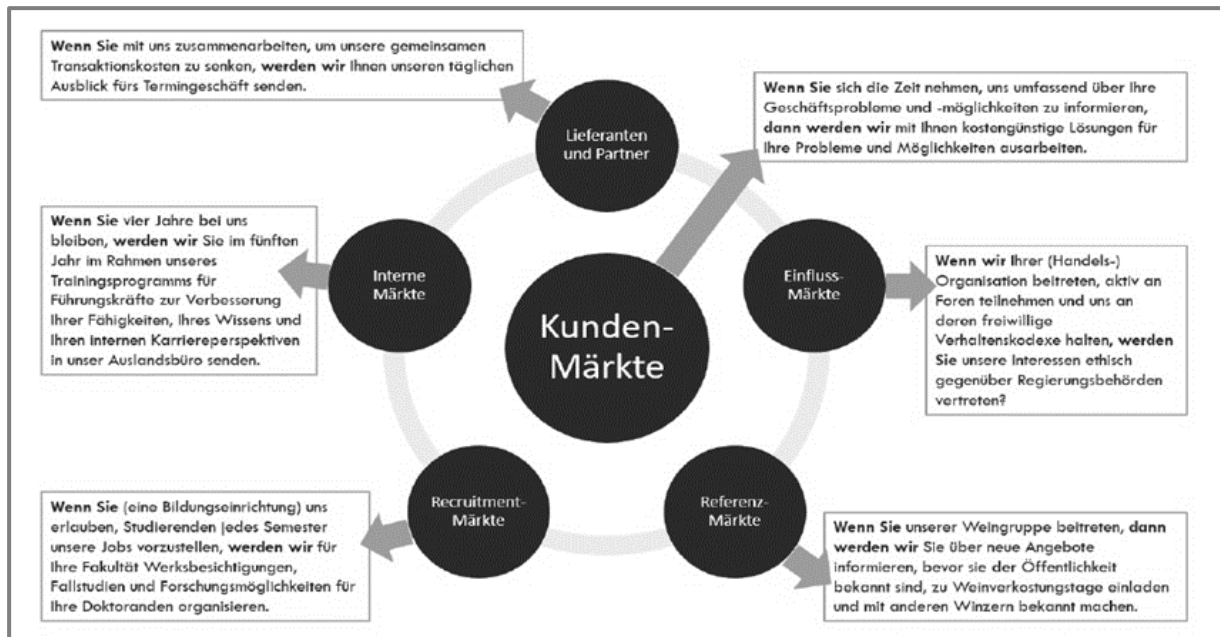 Wenn Sie mit uns zusammenarbeiten, um unsere gemeinsamen
Transaktionskosten zu senken, werden wir Ihnen unseren täglichen
Ausblick fürs Termingeschäft senden.
Wenn Sie sich die Zeit nehmen, uns umfassend über Ihre
Geschäftsprobleme und -möglichkeiten zu informieren,
dann werden wir mit Ihnen kostengünstige Lösungen für
Ihre Probleme und Möglichkeiten ausarbeiten.
Lieferanten
und Partner
Wenn Sie vier Jahre bei uns
bleiben, werden wir Sie im fünften
Jahr im Rahmen unseres
Trainingsprogramms für
Führungskräfte zur Verbesserung
Ihrer Fähigkeiten, Ihres Wissens und
Ihren internen Karriereperspektiven
in unser Auslandsbüro senden.
Interne
Märkte
Kunden-
Märkte
Einfluss-
Märkte
Wenn wir Ihrer (Handels-)
Organisation beitreten, aktiv an
Foren teilnehmen und uns an
deren freiwillige
Verhaltenskodexe halten, werden
Sie unsere Interessen ethisch
gegenüber Regierungsbehörden
vertreten?
Wenn Sie (eine Bildungseinrichtung) uns
erlauben, Studierenden jedes Semester
unsere Jobs vorzustellen, werden wir für
Ihre Fakultät Werksbesichtigungen,
Fallstudien und Forschungsmöglichkeiten für
Ihre Doktoranden organisieren.
Recruitment-
Märkte
Referenz-
Märkte
Wenn Sie unserer Weingruppe beitreten, dann
werden wir Sie über neue Angebote
informieren, bevor sie der Öffentlichkeit
bekannt sind, zu Weinverkostungstage einladen
und mit anderen Winzern bekannt machen.